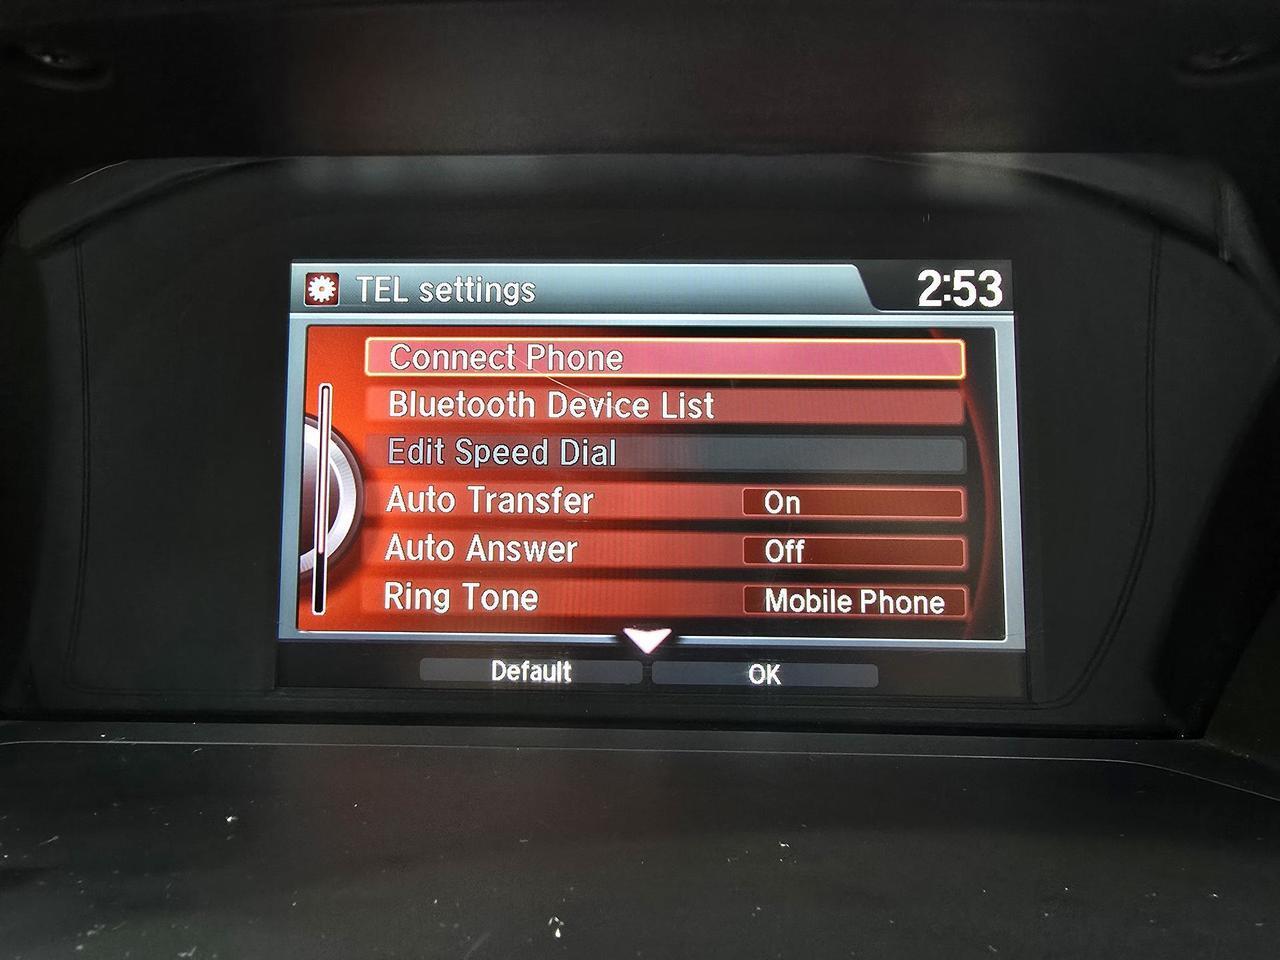 TEL settings
2:53
Connect Phone
Bluetooth Device List
Edit Speed Dial
Auto Transfer On
Auto Answer Off
Ring Tone Mobile Phone
Default OK